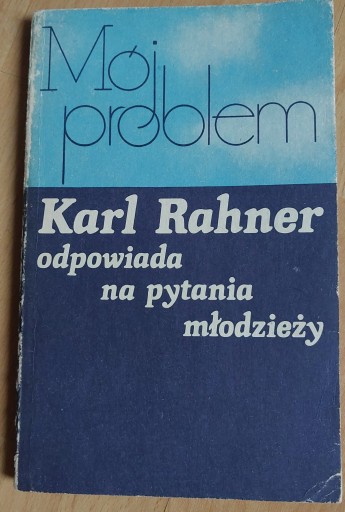 Mój
problem
Karl Rahner
odpowiada
na pytania
młodzieży